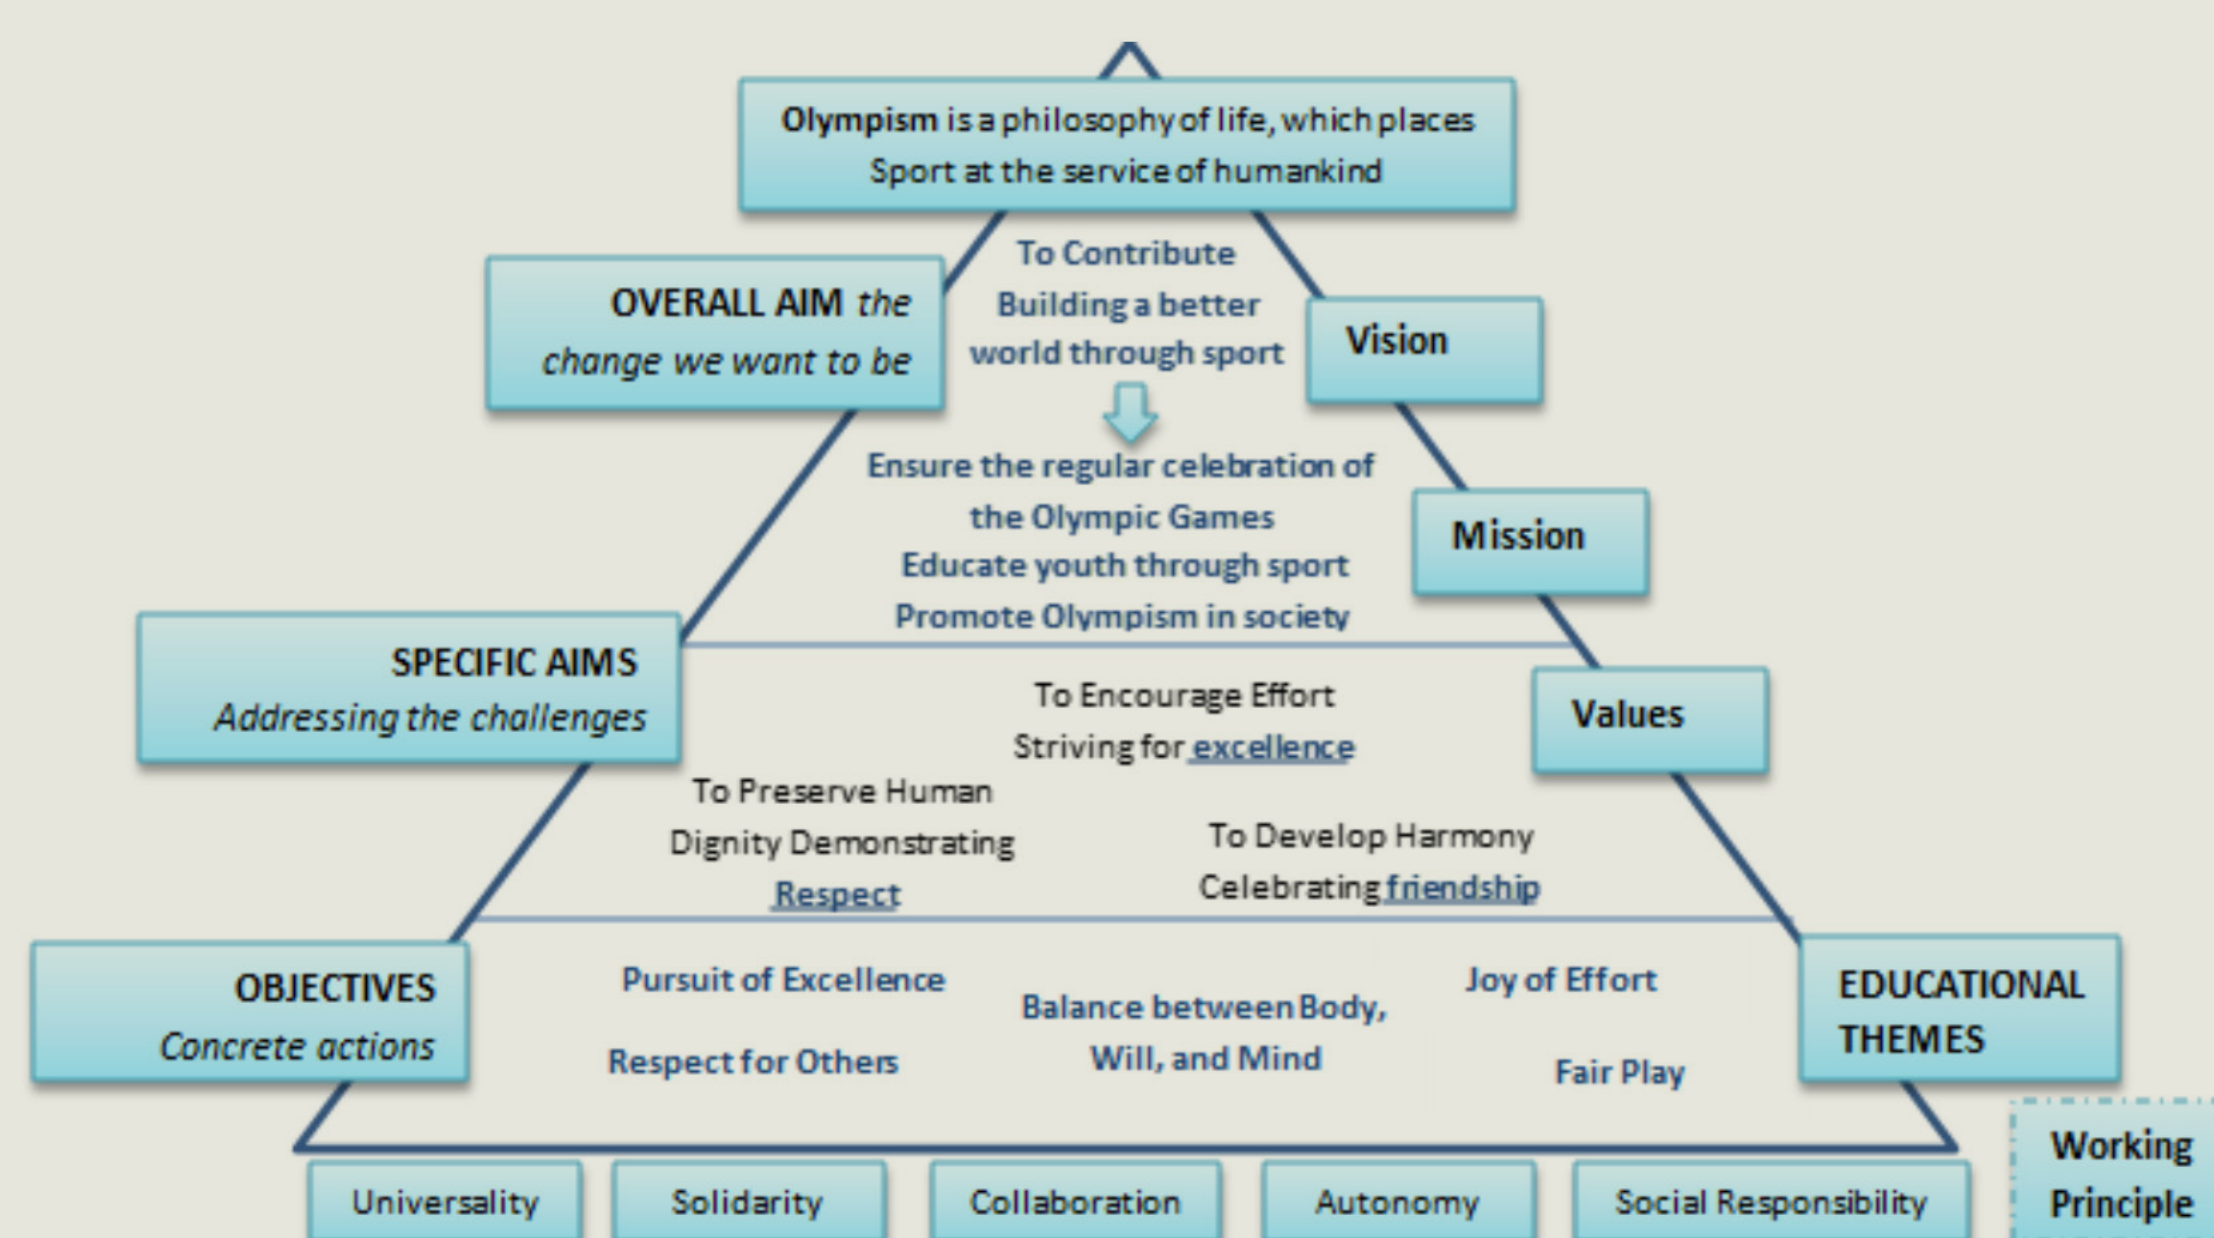 Olympism is a philosophy of life, which places
Sport at the service of humankind
OVERALL AIM the
change we want to be
To Contribute
Building a better
world through sport
Vision
Ensure the regular celebration of
the Olympic Games
Educate youth through sport
Promote Olympism in society
Mission
SPECIFIC AIMS
Addressing the challenges
To Encourage Effort
Striving for excellence
Values
To Preserve Human
Dignity Demonstrating
Respect
To Develop Harmony
Celebrating friendship
OBJECTIVES
Concrete actions
Pursuit of Excellence
Respect for Others
Balance between Body,
Will, and Mind
Joy of Effort
Fair Play
EDUCATIONAL
THEMES
Universality
Solidarity
Collaboration
Autonomy
Social Responsibility
Working
Principle